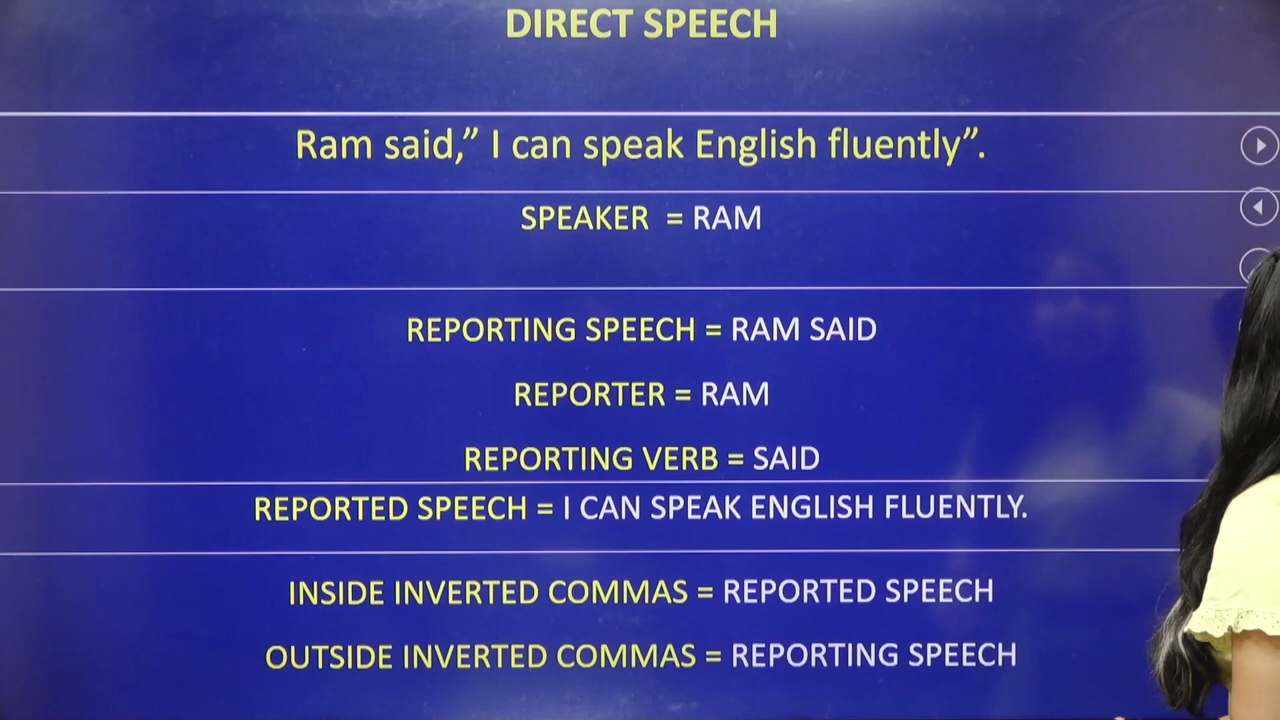 DIRECT SPEECH
Ram said,” I can speak English fluently”.
SPEAKER = RAM
REPORTING SPEECH = RAM SAID
REPORTER = RAM
REPORTING VERB = SAID
REPORTED SPEECH = I CAN SPEAK ENGLISH FLUENTLY.
INSIDE INVERTED COMMAS = REPORTED SPEECH
OUTSIDE INVERTED COMMAS = REPORTING SPEECH